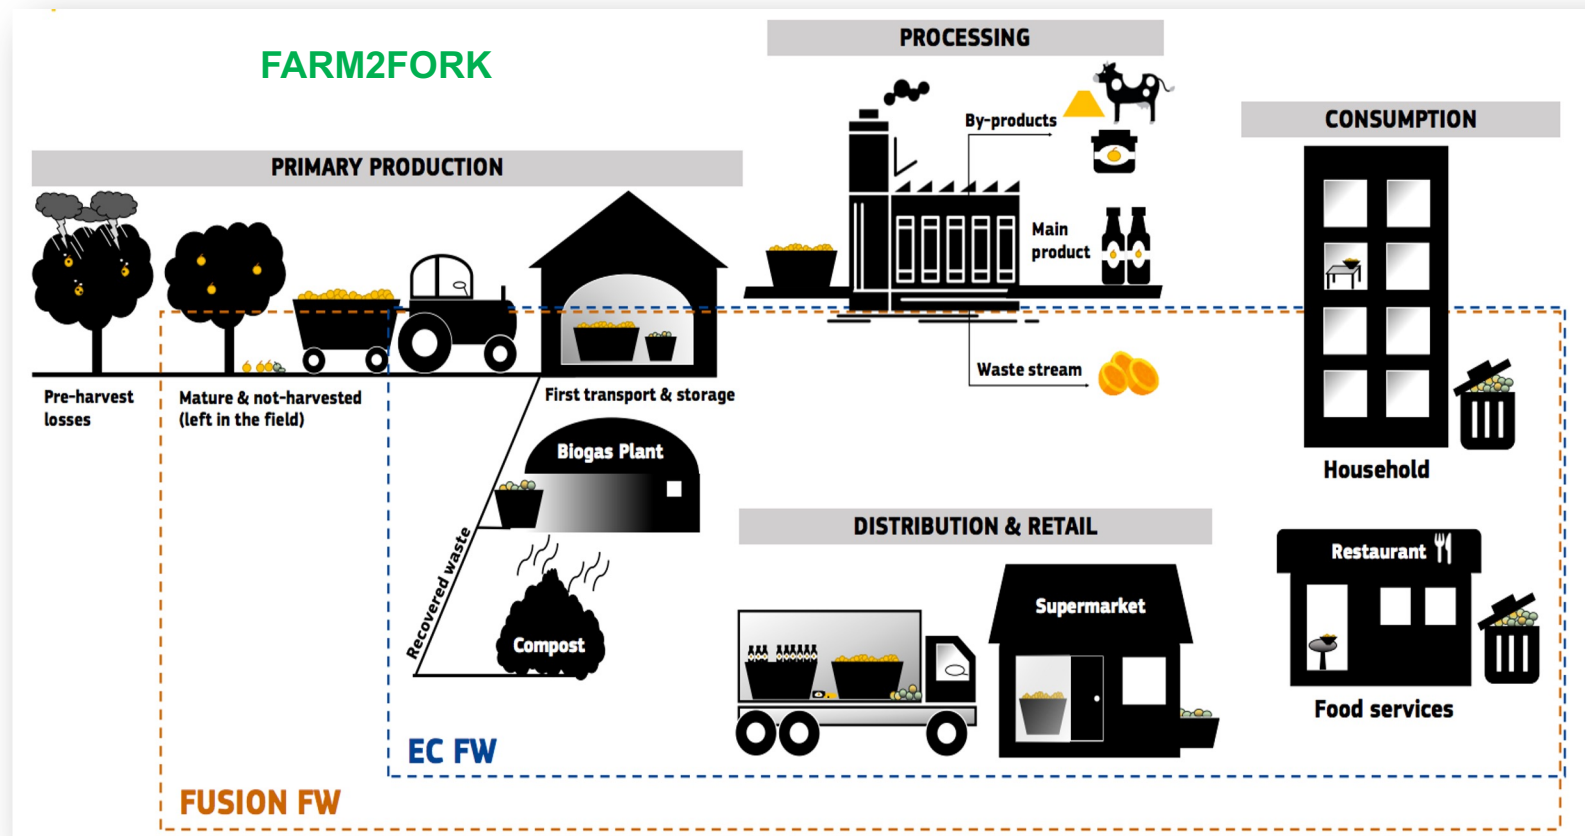 FARM2FORK
PROCESSING
By-products
CONSUMPTION
PRIMARY PRODUCTION
Main
product
Pre-harvest
losses
Mature & not-harvested
(left in the field)
First transport & storage
Waste stream
Biogas Plant
Household
Recovered waste
Compost
DISTRIBUTION & RETAIL
Supermarket
Restaurant
Food services
EC FW
FUSION FW